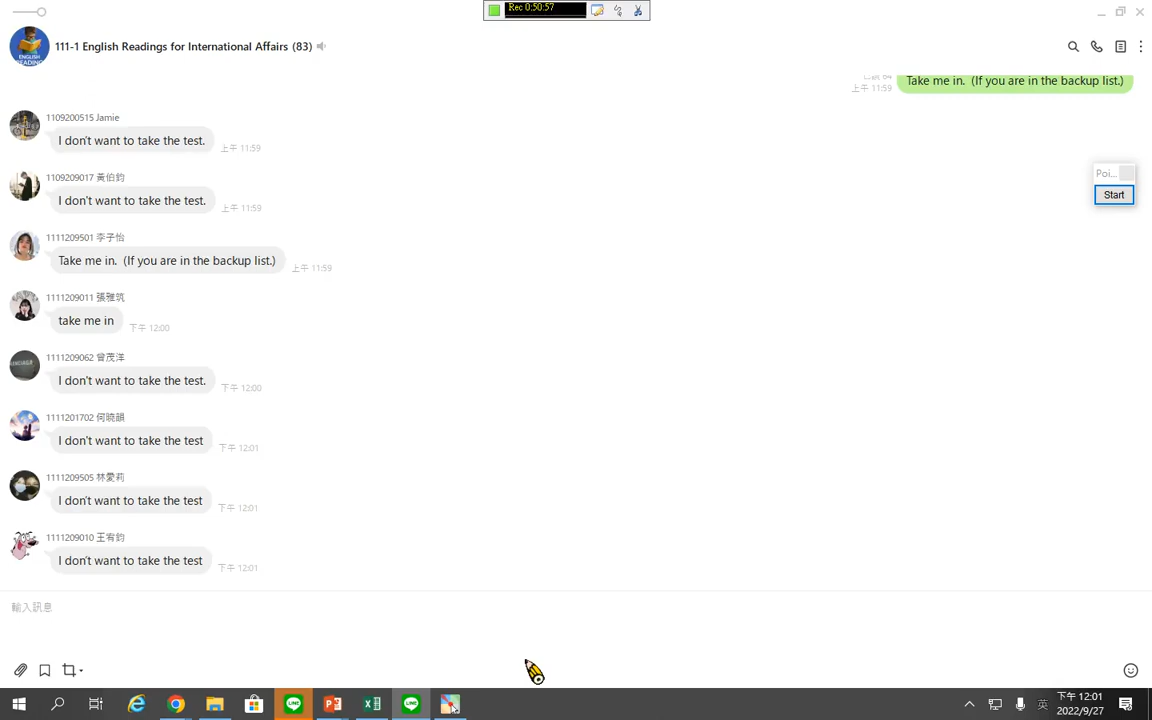 Rec 0:50:57
111-1 English Readings for International Affairs (83)
上午 11:59
Take me in.  (If you are in the backup list.)
1109200515 Jamie
I don't want to take the test.
上午 11:59
Poi...
1109209017 黃伯鈞
I don't want to take the test.
上午 11:59
Start
1111209501 李子怡
Take me in.  (If you are in the backup list.)
上午 11:59
1111209011 張雅筑
take me in
下午 12:00
1111209062 曾茂洋
I don't want to take the test.
下午 12:00
1111201702 何曉韻
I don't want to take the test
下午 12:01
1111209505 林愛莉
I don't want to take the test
下午 12:01
1111209010 王宥鈞
I don't want to take the test
下午 12:01
輸入訊息
英
下午 12:01
2022/9/27